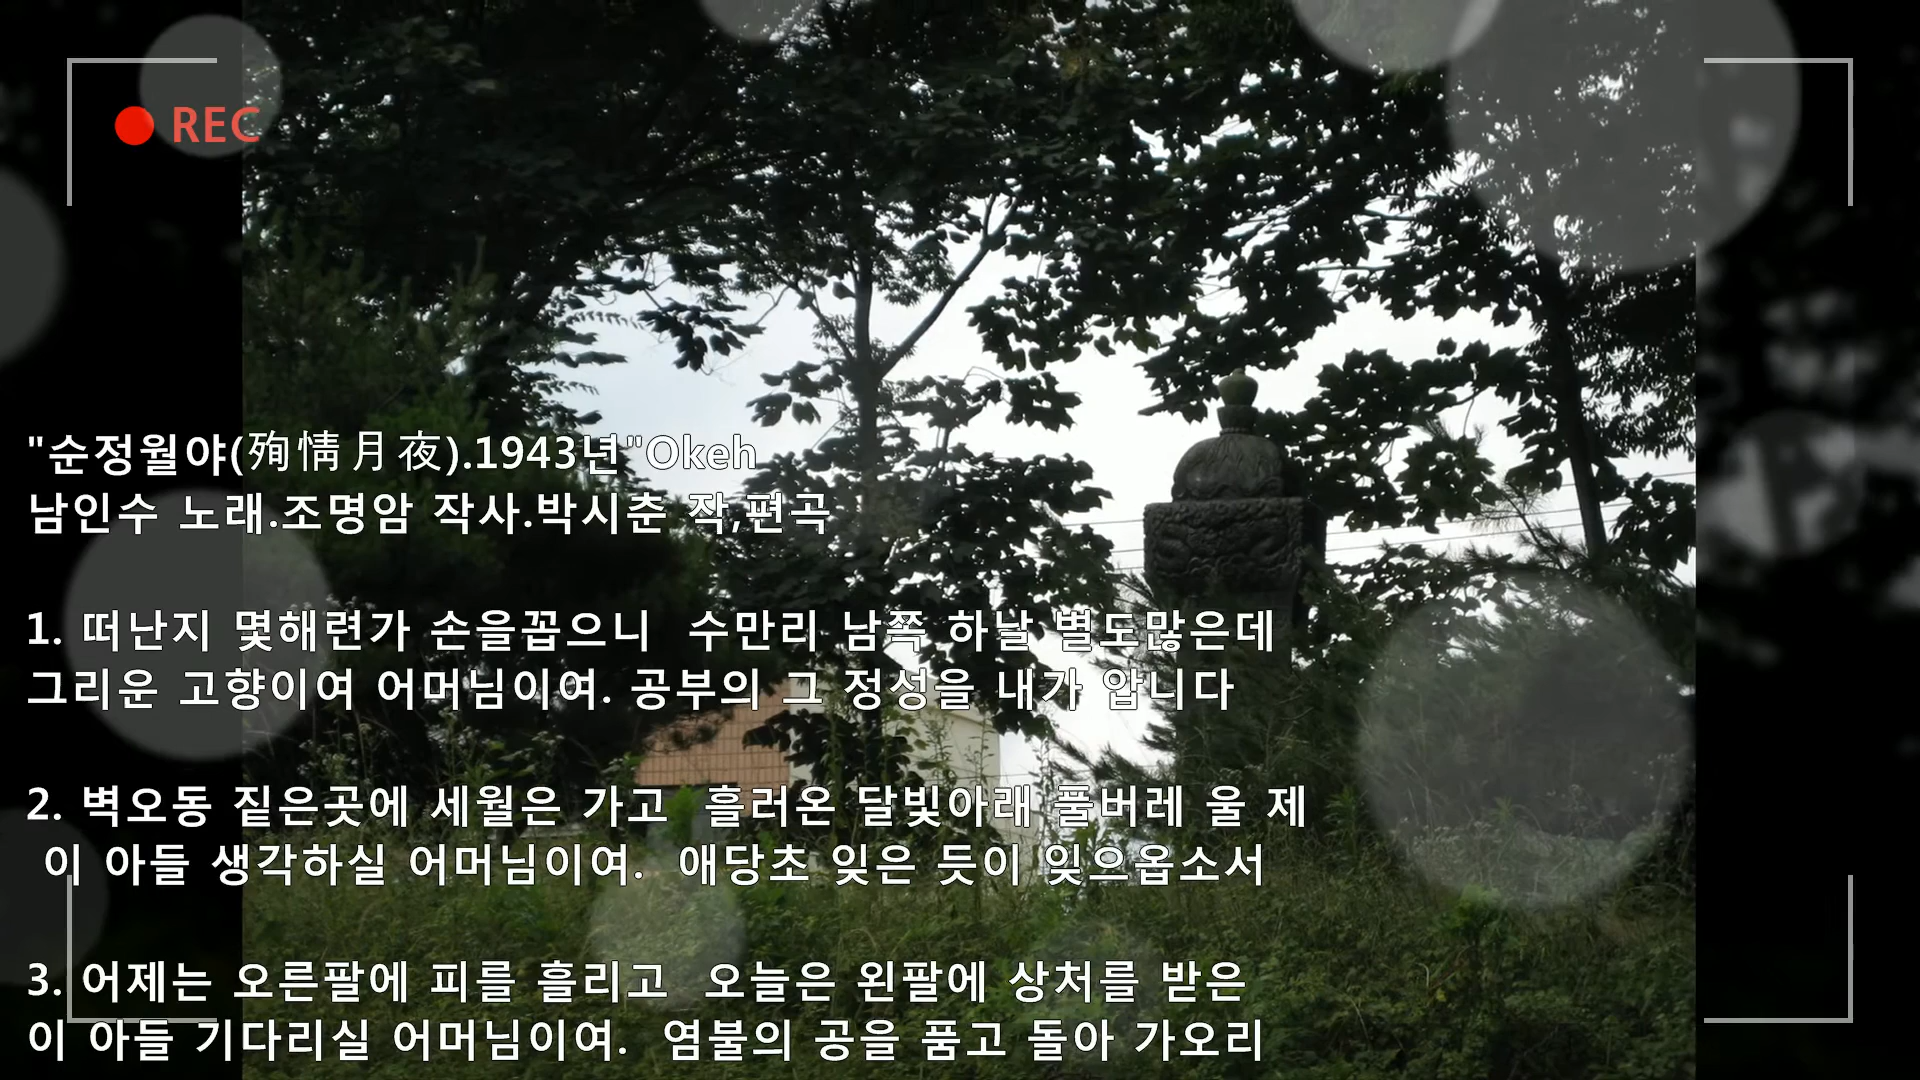 REC
"순정월야(殉情月夜).1943년"Okeh
남인수 노래.조명암 작사.박시춘 작,편곡
1. 떠난지 몇해련가 손을꼽으니 수만리 남쪽 하날 별도많은데
그리운 고향이여 어머님이여. 공부의 그 정성을 내가 압니다
2. 벽오동 짙은곳에 세월은 가고 흘러온 달빛아래 풀버레 울 제
이 아들 생각하실 어머님이여. 애당초 잊은 듯이 잊으옵소서
3. 어제는 오른팔에 피를 흘리고 오늘은 왼팔에 상처를 받은
이 아들 기다리실 어머님이여. 염불의 공을 품고 돌아 가오리